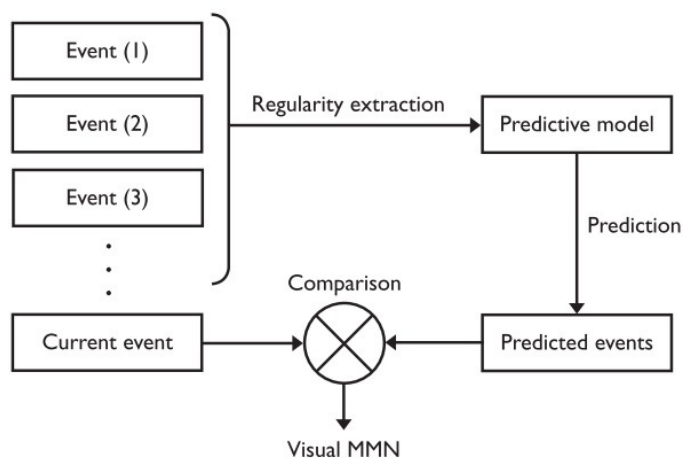 Event (1)
Event (2)
Event (3)
Regularity extraction
Predictive model
Prediction
Comparison
Current event
Predicted events
Visual MMN